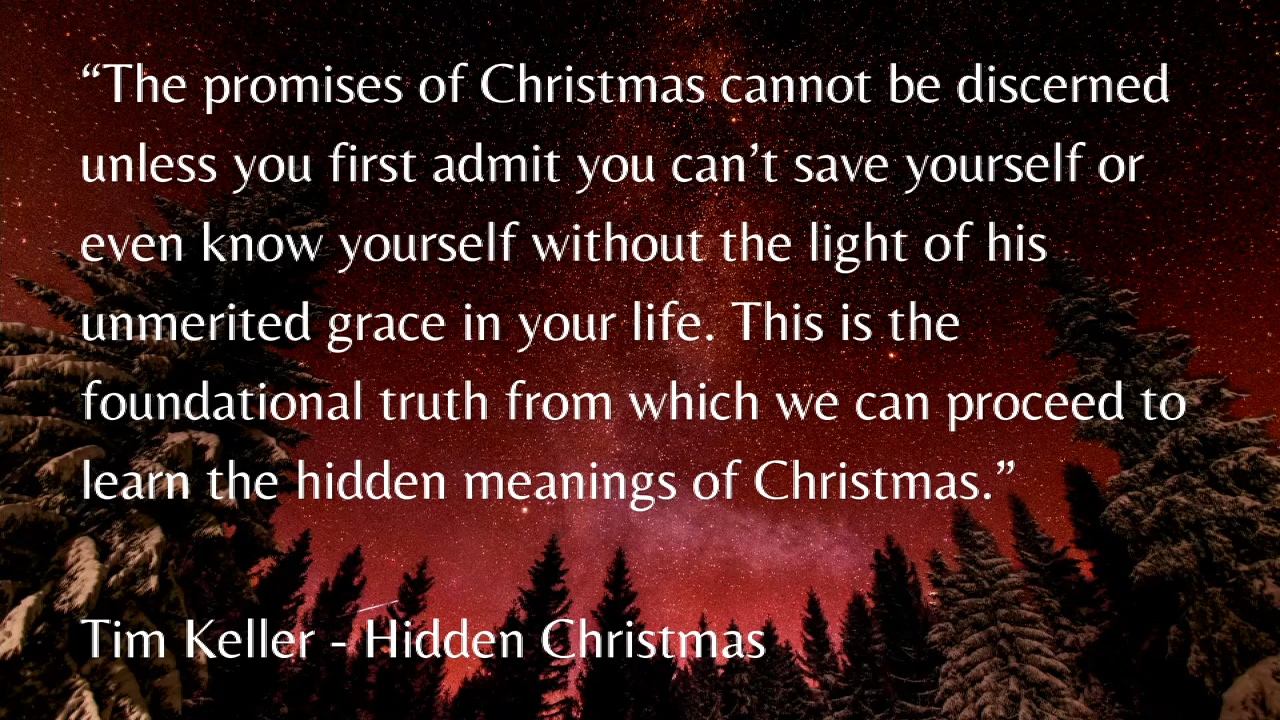 “The promises of Christmas cannot be discerned
unless you first admit you can’t save yourself or
even know yourself without the light of his
unmerited grace in your life. This is the
foundational truth from which we can proceed to
learn the hidden meanings of Christmas.”
Tim Keller - Hidden Christmas